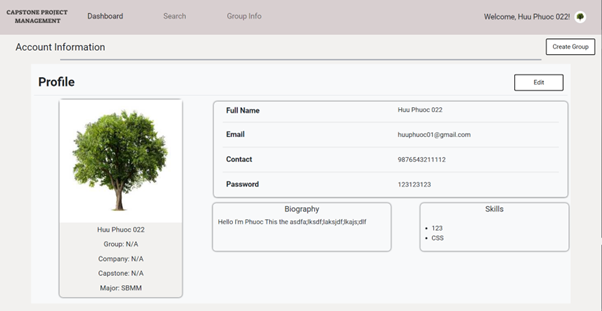 CAPSTONE PROJECT
MANAGEMENT
Dashboard
Search
Group Info
Welcome, Huu Phuoc 022!
Account Information
Create Group
Profile
Edit
Full Name Huu Phuoc 022
Email huuphuoc01@gmail.com
Contact 9876543211112
Password 123123123
Huu Phuoc 022
Group: N/A
Company: N/A
Capstone: N/A
Major: SBMM
Biography
Hello I'm Phuoc This the asdfa;lksdf;laksjdf;lkajs;dlf
Skills
123
CSS